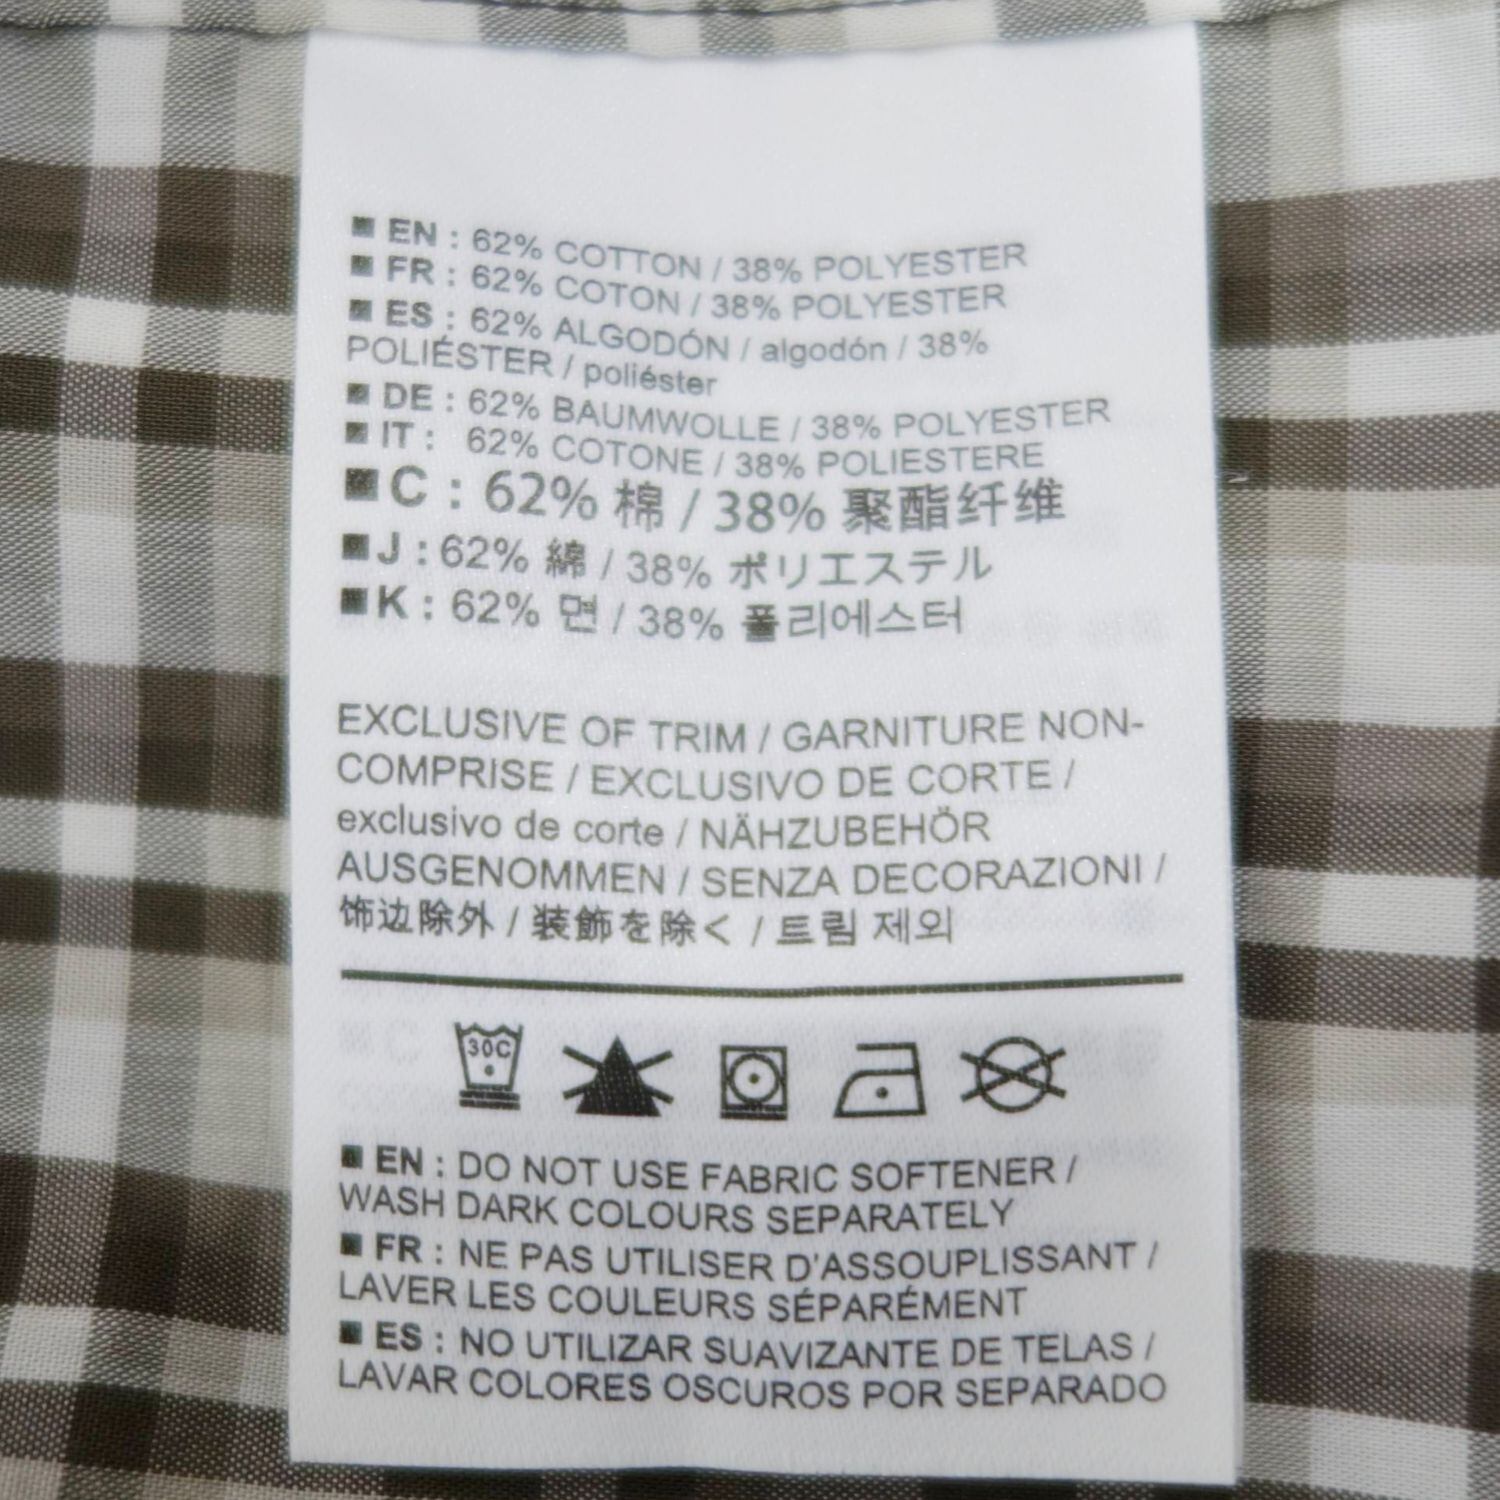 ■ EN : 62% COTTON / 38% POLYESTER
■ FR : 62% COTON / 38% POLYESTER
■ ES : 62% ALGODÓN / algodón / 38%
POLIÉSTER / poliéster
■ DE : 62% BAUMWOLLE / 38% POLYESTER
■ IT : 62% COTONE / 38% POLIESTERE
■ C : 62% 棉 / 38% 聚酯纤维
■ J : 62% 綿 / 38% ポリエステル
■ K : 62% 면 / 38% 폴리에스터
EXCLUSIVE OF TRIM / GARNITURE NON-
COMPRISE / EXCLUSIVO DE CORTE /
exclusivo de corte / NÄHZUBEHÖR
AUSGENOMMEN / SENZA DECORAZIONI /
饰边除外 / 装飾を除く / 트림 제외
30C
■ EN : DO NOT USE FABRIC SOFTENER /
WASH DARK COLOURS SEPARATELY
■ FR : NE PAS UTILISER D'ASSOUPLISSANT /
LAVER LES COULEURS SÉPARÉMENT
■ ES : NO UTILIZAR SUAVIZANTE DE TELAS /
LAVAR COLORES OSCUROS POR SEPARADO